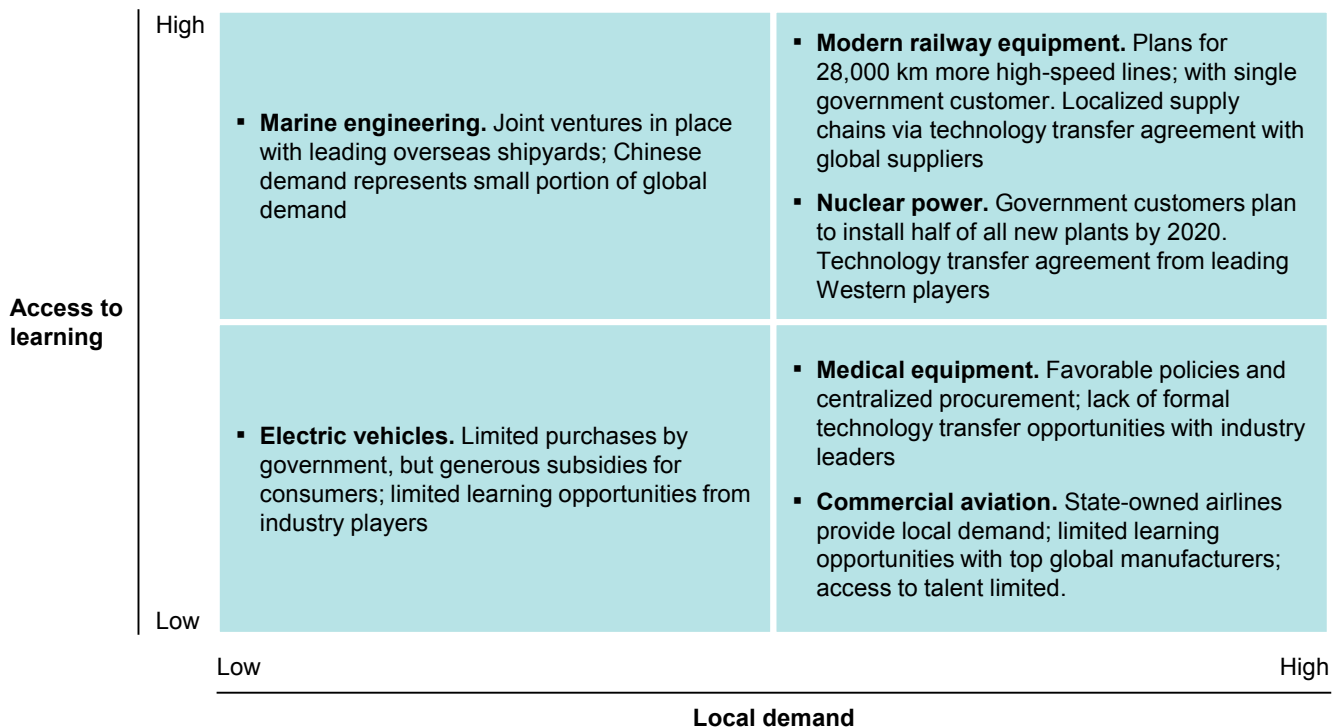 High
▪ Marine engineering. Joint ventures in place
with leading overseas shipyards; Chinese
demand represents small portion of global
demand
▪ Modern railway equipment. Plans for
28,000 km more high-speed lines; with single
government customer. Localized supply
chains via technology transfer agreement with
global suppliers
▪ Nuclear power. Government customers plan
to install half of all new plants by 2020.
Technology transfer agreement from leading
Western players
Access to
learning
▪ Electric vehicles. Limited purchases by
government, but generous subsidies for
consumers; limited learning opportunities from
industry players
▪ Medical equipment. Favorable policies and
centralized procurement; lack of formal
technology transfer opportunities with industry
leaders
▪ Commercial aviation. State-owned airlines
provide local demand; limited learning
opportunities with top global manufacturers;
access to talent limited.
Low
Low
High
Local demand